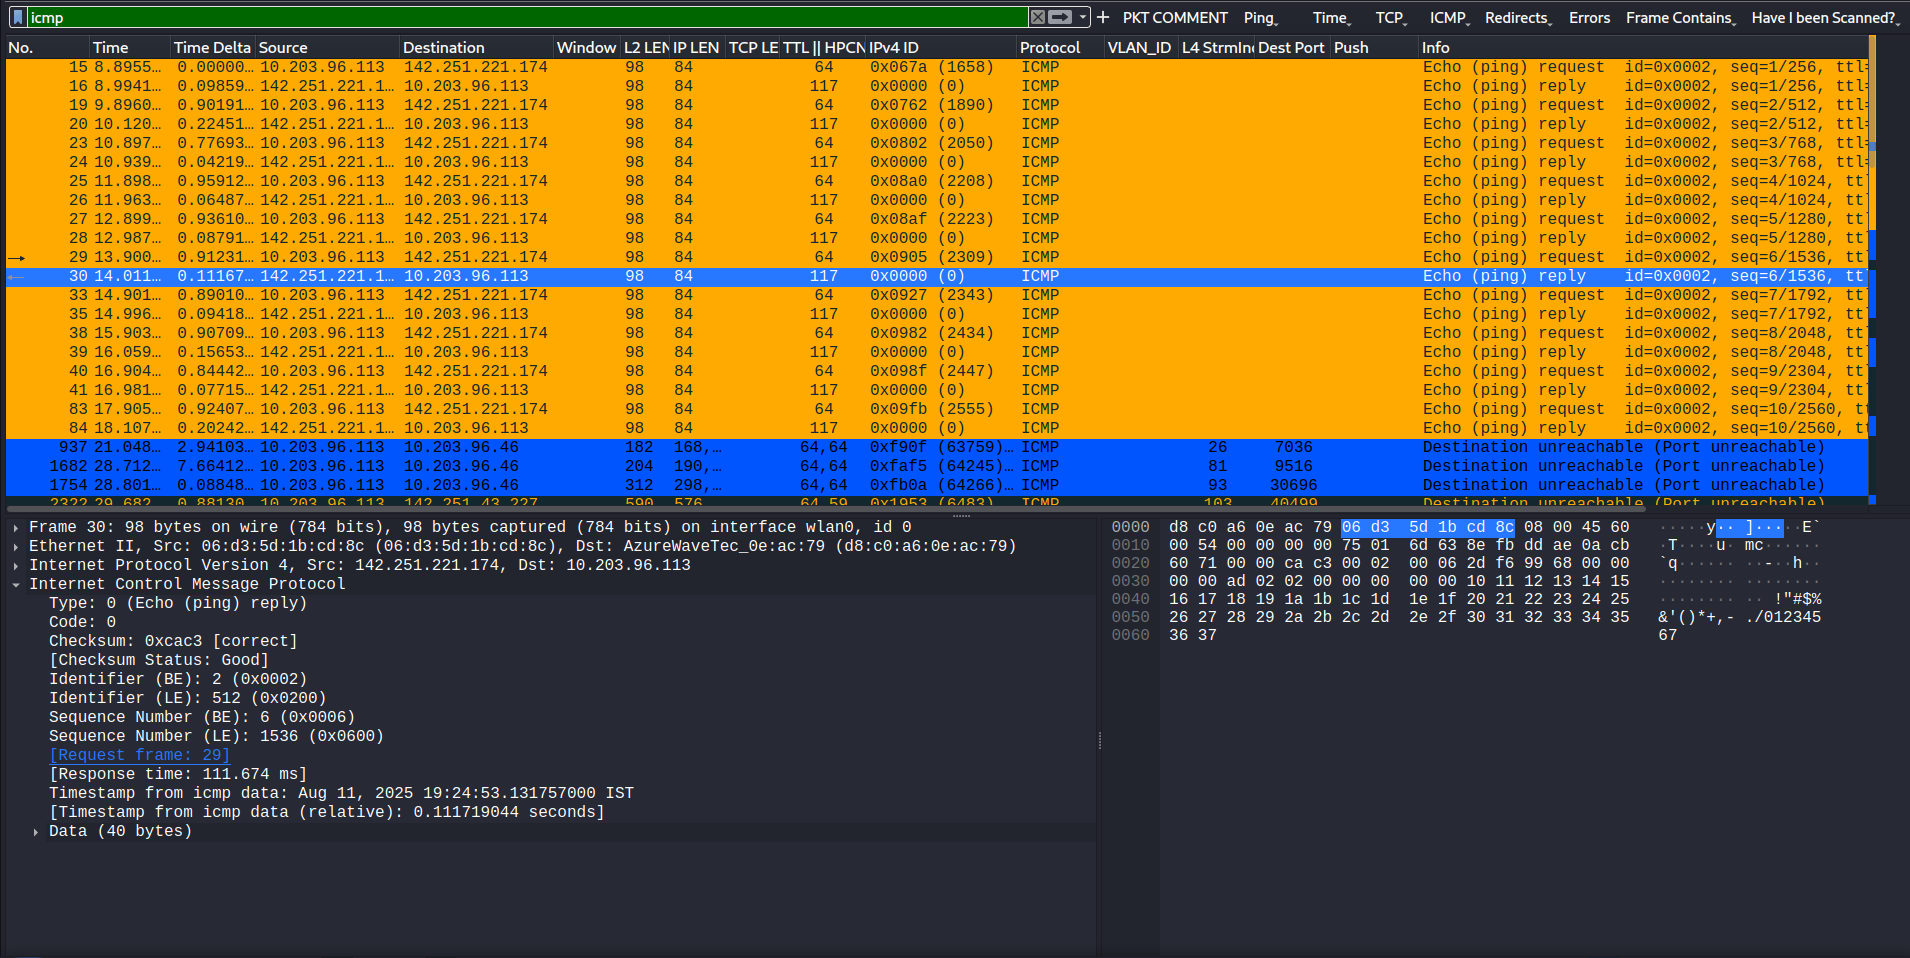 icmp PKT COMMENT Ping Time TCP ICMP Redirects Errors Frame Contains Have I been Scanned?
No. Time Time Delta Source Destination Window L2 LEN IP LEN TCP LE TTL || HPCN IPv4 ID Protocol VLAN_ID L4 StrmInd Dest Port Push Info
15 8.8955… 0.00000… 10.203.96.113 142.251.221.174 98 84 64 0x067a (1658) ICMP Echo (ping) request id=0x0002, seq=1/256, ttl=
16 8.9941… 0.09859… 142.251.221.1… 10.203.96.113 98 84 117 0x0000 (0) ICMP Echo (ping) reply id=0x0002, seq=1/256, ttl=
19 9.8960… 0.90191… 10.203.96.113 142.251.221.174 98 84 64 0x0762 (1890) ICMP Echo (ping) request id=0x0002, seq=2/512, ttl=
20 10.120… 0.22451… 142.251.221.1… 10.203.96.113 98 84 117 0x0000 (0) ICMP Echo (ping) reply id=0x0002, seq=2/512, ttl=
23 10.897… 0.77693… 10.203.96.113 142.251.221.174 98 84 64 0x0802 (2050) ICMP Echo (ping) request id=0x0002, seq=3/768, ttl=
24 10.939… 0.04219… 142.251.221.1… 10.203.96.113 98 84 117 0x0000 (0) ICMP Echo (ping) reply id=0x0002, seq=3/768, ttl=
25 11.898… 0.95912… 10.203.96.113 142.251.221.174 98 84 64 0x08a0 (2208) ICMP Echo (ping) request id=0x0002, seq=4/1024, tt
26 11.963… 0.06487… 142.251.221.1… 10.203.96.113 98 84 117 0x0000 (0) ICMP Echo (ping) reply id=0x0002, seq=4/1024, tt
27 12.899… 0.93610… 10.203.96.113 142.251.221.174 98 84 64 0x08af (2223) ICMP Echo (ping) request id=0x0002, seq=5/1280, tt
28 12.987… 0.08791… 142.251.221.1… 10.203.96.113 98 84 117 0x0000 (0) ICMP Echo (ping) reply id=0x0002, seq=5/1280, tt
29 13.900… 0.91231… 10.203.96.113 142.251.221.174 98 84 64 0x0905 (2309) ICMP Echo (ping) request id=0x0002, seq=6/1536, tt
30 14.011… 0.11167… 142.251.221.1… 10.203.96.113 98 84 117 0x0000 (0) ICMP Echo (ping) reply id=0x0002, seq=6/1536, tt
33 14.901… 0.89010… 10.203.96.113 142.251.221.174 98 84 64 0x0927 (2343) ICMP Echo (ping) request id=0x0002, seq=7/1792, tt
35 14.996… 0.09418… 142.251.221.1… 10.203.96.113 98 84 117 0x0000 (0) ICMP Echo (ping) reply id=0x0002, seq=7/1792, tt
38 15.903… 0.90709… 10.203.96.113 142.251.221.174 98 84 64 0x0982 (2434) ICMP Echo (ping) request id=0x0002, seq=8/2048, tt
39 16.059… 0.15653… 142.251.221.1… 10.203.96.113 98 84 117 0x0000 (0) ICMP Echo (ping) reply id=0x0002, seq=8/2048, tt
40 16.904… 0.84442… 10.203.96.113 142.251.221.174 98 84 64 0x098f (2447) ICMP Echo (ping) request id=0x0002, seq=9/2304, tt
41 16.981… 0.07715… 142.251.221.1… 10.203.96.113 98 84 117 0x0000 (0) ICMP Echo (ping) reply id=0x0002, seq=9/2304, tt
83 17.905… 0.92407… 10.203.96.113 142.251.221.174 98 84 64 0x09fb (2555) ICMP Echo (ping) request id=0x0002, seq=10/2560, t
84 18.107… 0.20242… 142.251.221.1… 10.203.96.113 98 84 117 0x0000 (0) ICMP Echo (ping) reply id=0x0002, seq=10/2560, t
937 21.048… 2.94103… 10.203.96.113 10.203.96.46 182 168,… 64,64 0xf90f (63759)… ICMP 26 7036 Destination unreachable (Port unreachable)
1682 28.712… 7.66412… 10.203.96.113 10.203.96.46 204 190,… 64,64 0xfaf5 (64245)… ICMP 81 9516 Destination unreachable (Port unreachable)
1754 28.801… 0.08848… 10.203.96.113 10.203.96.46 312 298,… 64,64 0xfb0a (64266)… ICMP 93 30696 Destination unreachable (Port unreachable)
2322 29.682 0.88130 10.203.96.113 142.251.43.227 590 576 64,59 0x1953 (6483) ICMP 103 40499 Destination unreachable (Port unreachable)
Frame 30: 98 bytes on wire (784 bits), 98 bytes captured (784 bits) on interface wlan0, id 0
Ethernet II, Src: 06:d3:5d:1b:cd:8c (06:d3:5d:1b:cd:8c), Dst: AzureWaveTec_0e:ac:79 (d8:c0:a6:0e:ac:79)
Internet Protocol Version 4, Src: 142.251.221.174, Dst: 10.203.96.113
Internet Control Message Protocol
Type: 0 (Echo (ping) reply)
Code: 0
Checksum: 0xcac3 [correct]
[Checksum Status: Good]
Identifier (BE): 2 (0x0002)
Identifier (LE): 512 (0x0200)
Sequence Number (BE): 6 (0x0006)
Sequence Number (LE): 1536 (0x0600)
[Request frame: 29]
[Response time: 111.674 ms]
Timestamp from icmp data: Aug 11, 2025 19:24:53.131757000 IST
[Timestamp from icmp data (relative): 0.111719044 seconds]
Data (40 bytes)
0000 d8 c0 a6 0e ac 79 06 d3 5d 1b cd 8c 08 00 45 60 ·····y·· ]·····E`
0010 00 54 00 00 00 00 75 01 6d 63 8e fb dd ae 0a cb ·T····u· mc······
0020 60 71 00 00 ca c3 00 02 00 06 2d f6 99 68 00 00 `q······ ··-··h··
0030 00 00 ad 02 02 00 00 00 00 00 10 11 12 13 14 15 ········ ········
0040 16 17 18 19 1a 1b 1c 1d 1e 1f 20 21 22 23 24 25 ········ ·· !"#$%
0050 26 27 28 29 2a 2b 2c 2d 2e 2f 30 31 32 33 34 35 &'()*+,- ./012345
0060 36 37 67